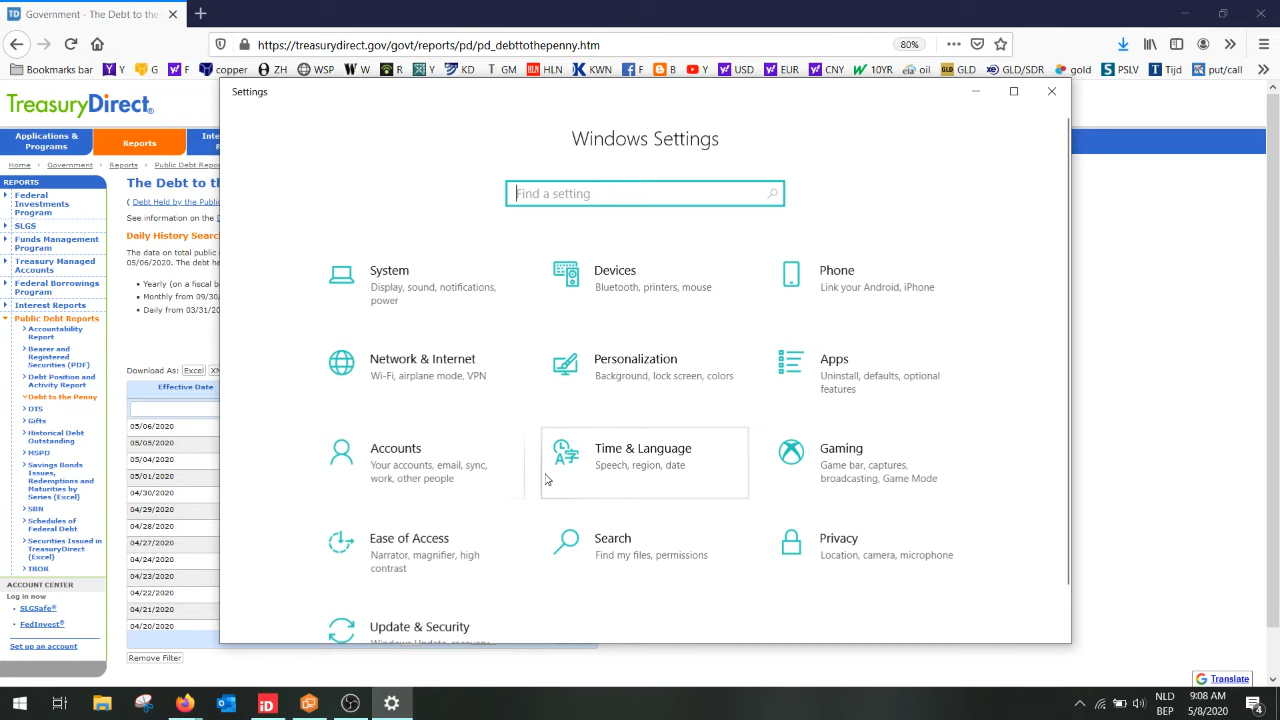 Government - The Debt to the
https://treasurydirect.gov/govt/reports/pd/pd_debttothepenny.htm
80%
Bookmarks bar Y G F copper ZH WSP W R Y KD GM HLN KWN F B Y USD EUR CNY 10YR oil GLD GLD/SDR gold PSLV Tijd put/call
TreasuryDirect®
Applications &
Programs
Reports
Home Government Reports Public Debt Repor
REPORTS
Federal
Investments
Program
SLGS
Funds Management
Program
Treasury Managed
Accounts
Federal Borrowings
Program
Interest Reports
Public Debt Reports
Accountability
Report
Bearer and
Registered
Securities (PDF)
Debt Position and
Activity Report
Debt to the Penny
DTS
Gifts
Historical Debt
Outstanding
MSPD
Savings Bonds
Issues,
Redemptions and
Maturities by
Series (Excel)
SBN
Schedules of
Federal Debt
Securities Issued in
TreasuryDirect
(Excel)
TROR
ACCOUNT CENTER
Log in now
SLGSafe®
FedInvest®
Set up an account
The Debt to th
( Debt Held by the Public
See information on the
Daily History Searc
The data on total public
05/06/2020. The debt he
• Yearly (on a fiscal b
• Monthly from 09/30/
• Daily from 03/31/20
Download As: Excel XM
Effective Date
05/06/2020
05/05/2020
05/04/2020
05/01/2020
04/30/2020
04/29/2020
04/28/2020
04/27/2020
04/24/2020
04/23/2020
04/22/2020
04/21/2020
04/20/2020
Remove Filter
Settings
Windows Settings
Find a setting
System
Display, sound, notifications,
power
Devices
Bluetooth, printers, mouse
Phone
Link your Android, iPhone
Network & Internet
Wi-Fi, airplane mode, VPN
Personalization
Background, lock screen, colors
Apps
Uninstall, defaults, optional
features
Accounts
Your accounts, email, sync,
work, other people
Time & Language
Speech, region, date
Gaming
Game bar, captures,
broadcasting, Game Mode
Ease of Access
Narrator, magnifier, high
contrast
Search
Find my files, permissions
Privacy
Location, camera, microphone
Update & Security
Windows Update, recovery,
Translate
NLD
BEP
9:08 AM
5/8/2020
4